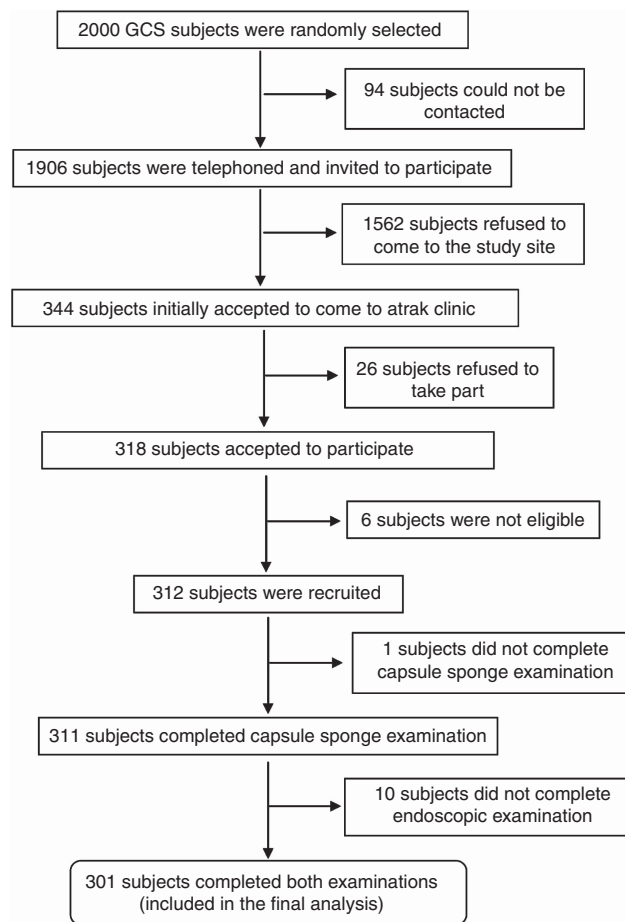 2000 GCS subjects were randomly selected
94 subjects could not be
contacted
1906 subjects were telephoned and invited to participate
1562 subjects refused to
come to the study site
344 subjects initially accepted to come to atrak clinic
26 subjects refused to
take part
318 subjects accepted to participate
6 subjects were not eligible
312 subjects were recruited
1 subjects did not complete
capsule sponge examination
311 subjects completed capsule sponge examination
10 subjects did not complete
endoscopic examination
301 subjects completed both examinations
(included in the final analysis)